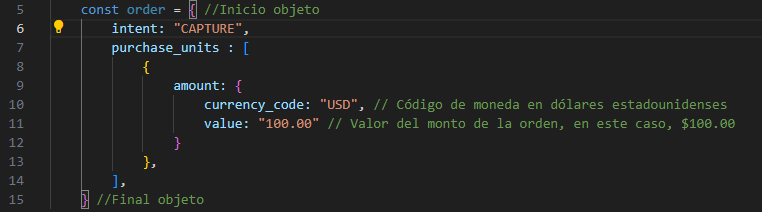 5 const order = { //Inicio objeto
6 intent: "CAPTURE",
7 purchase_units : [
8 {
9 amount: {
10 currency_code: "USD", // Código de moneda en dólares estadounidenses
11 value: "100.00" // Valor del monto de la orden, en este caso, $100.00
12 }
13 },
14 ],
15 } //Final objeto